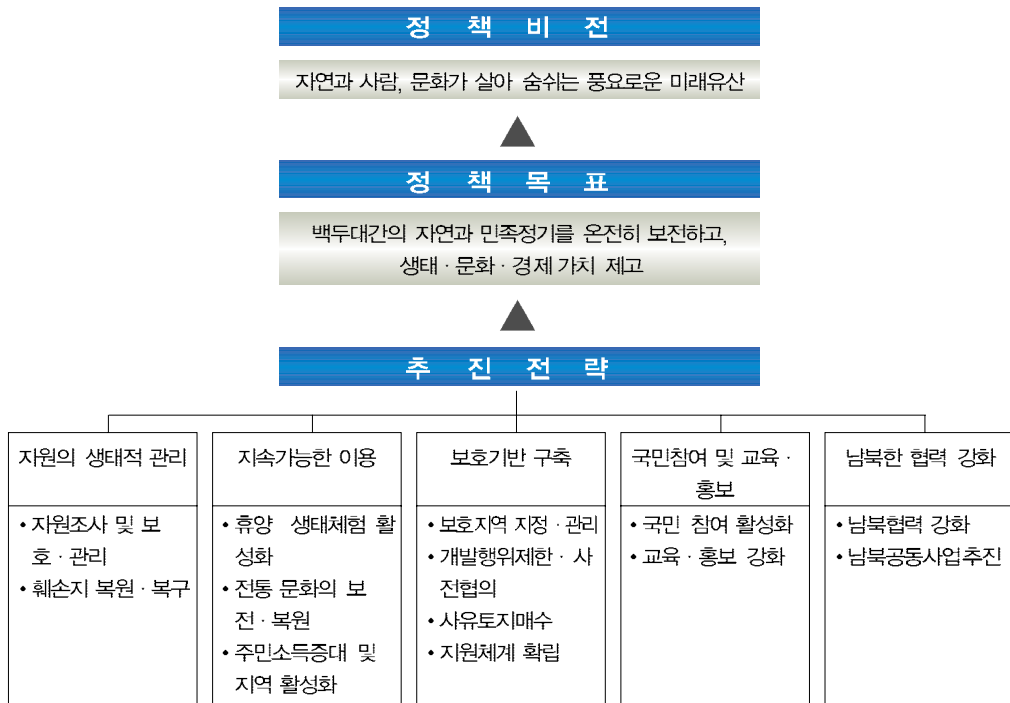 정 책 비 전
자연과 사람, 문화가 살아 숨쉬는 풍요로운 미래유산
정 책 목 표
백두대간의 자연과 민족정기를 온전히 보전하고,
생태 · 문화 · 경제 가치 제고
추 진 전 략
자원의 생태적 관리
• 자원조사 및 보
호 · 관리
• 훼손지 복원 · 복구
지속가능한 이용
• 휴양 생태체험 활
성화
• 전통 문화의 보
전 · 복원
• 주민소득증대 및
지역 활성화
보호기반 구축
• 보호지역 지정 · 관리
• 개발행위제한 · 사
전협의
• 사유토지매수
• 지원체계 확립
국민참여 및 교육 ·
홍보
• 국민 참여 활성화
• 교육 · 홍보 강화
남북한 협력 강화
• 남북협력 강화
• 남북공동사업추진